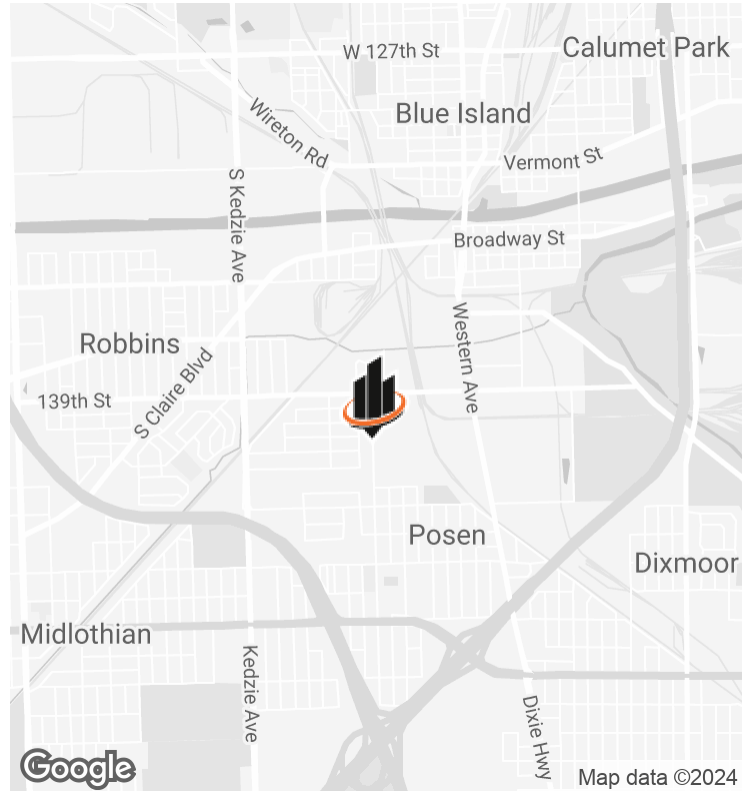 W 127th St
Calumet Park
Blue Island
Wireton Rd
Vermont St
S Kedzie Ave
Broadway St
Western Ave
Robbins
S Claire Blvd
139th St
Posen
Dixmoor
Midlothian
Kedzie Ave
Dixie Hwy
Google
Map data ©2024